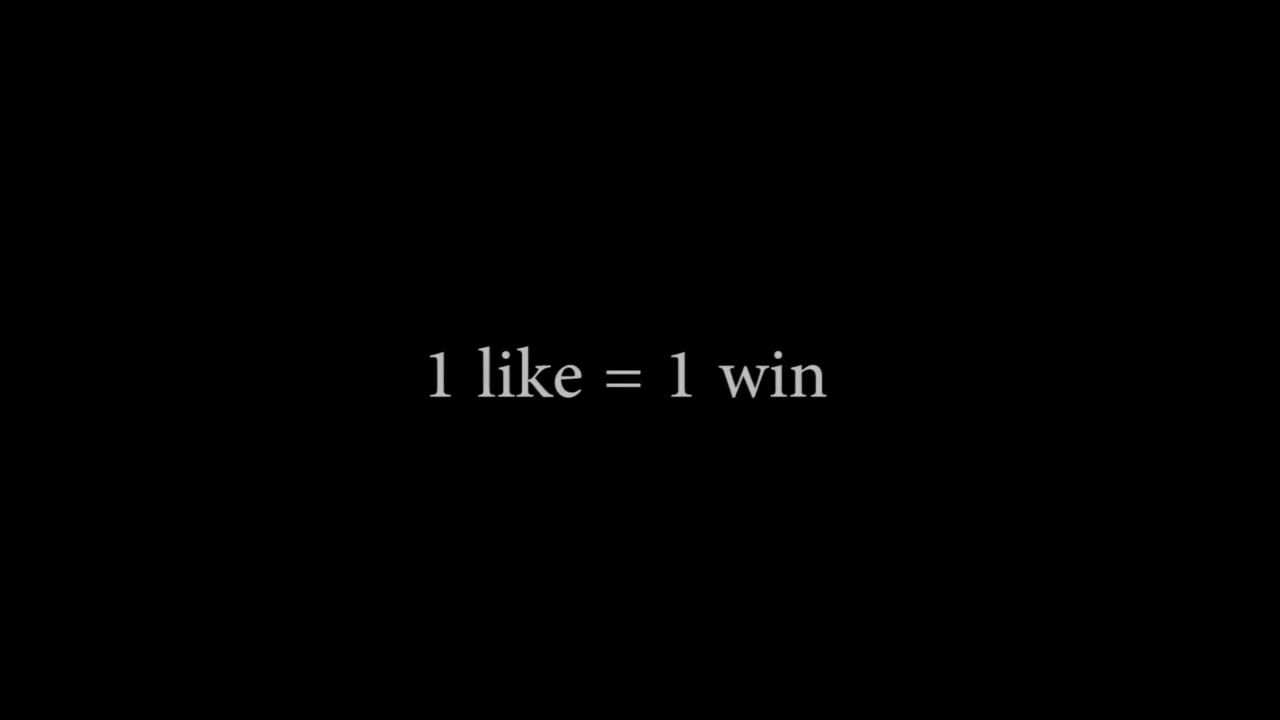 1 like = 1 win